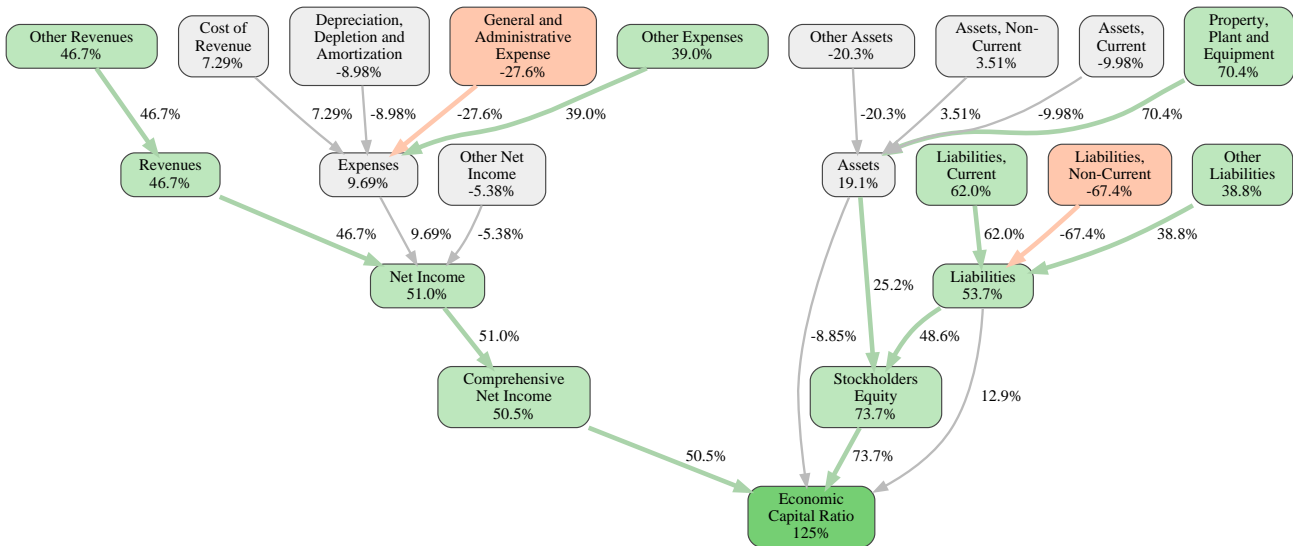 Other Revenues
46.7%
Cost of
Revenue
7.29%
Depreciation,
Depletion and
Amortization
-8.98%
General and
Administrative
Expense
-27.6%
Other Expenses
39.0%
Other Assets
-20.3%
Assets, Non-
Current
3.51%
Assets,
Current
-9.98%
Property,
Plant and
Equipment
70.4%
46.7%
7.29%
-8.98%
-27.6%
39.0%
-20.3%
3.51%
-9.98%
70.4%
Revenues
46.7%
Expenses
9.69%
Other Net
Income
-5.38%
Assets
19.1%
Liabilities,
Current
62.0%
Liabilities,
Non-Current
-67.4%
Other
Liabilities
38.8%
46.7%
9.69%
-5.38%
62.0%
-67.4%
38.8%
Net Income
51.0%
25.2%
Liabilities
53.7%
51.0%
-8.85%
48.6%
Comprehensive
Net Income
50.5%
Stockholders
Equity
73.7%
12.9%
50.5%
73.7%
Economic
Capital Ratio
125%